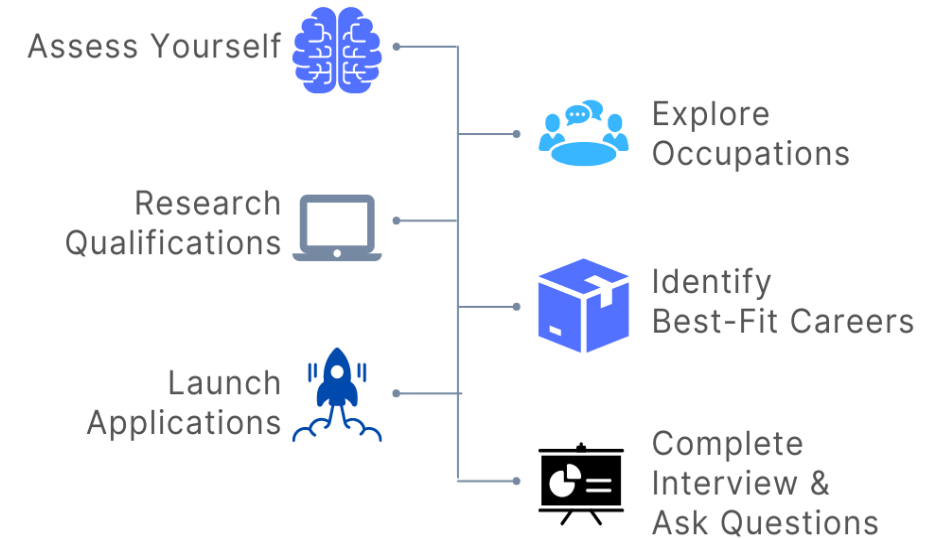 Assess Yourself
Explore
Occupations
Research
Qualifications
Identify
Best-Fit Careers
Launch
Applications
Complete
Interview &
Ask Questions